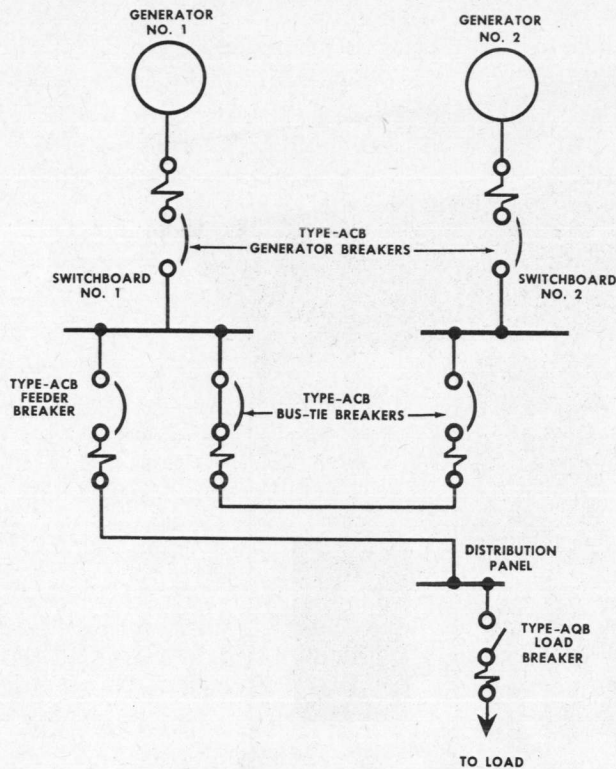 GENERATOR
NO. 1
GENERATOR
NO. 2
TYPE-ACB
GENERATOR BREAKERS
SWITCHBOARD
NO. 1
SWITCHBOARD
NO. 2
TYPE-ACB
FEEDER
BREAKER
TYPE-ACB
BUS-TIE BREAKERS
DISTRIBUTION
PANEL
TYPE-AQB
LOAD
BREAKER
TO LOAD